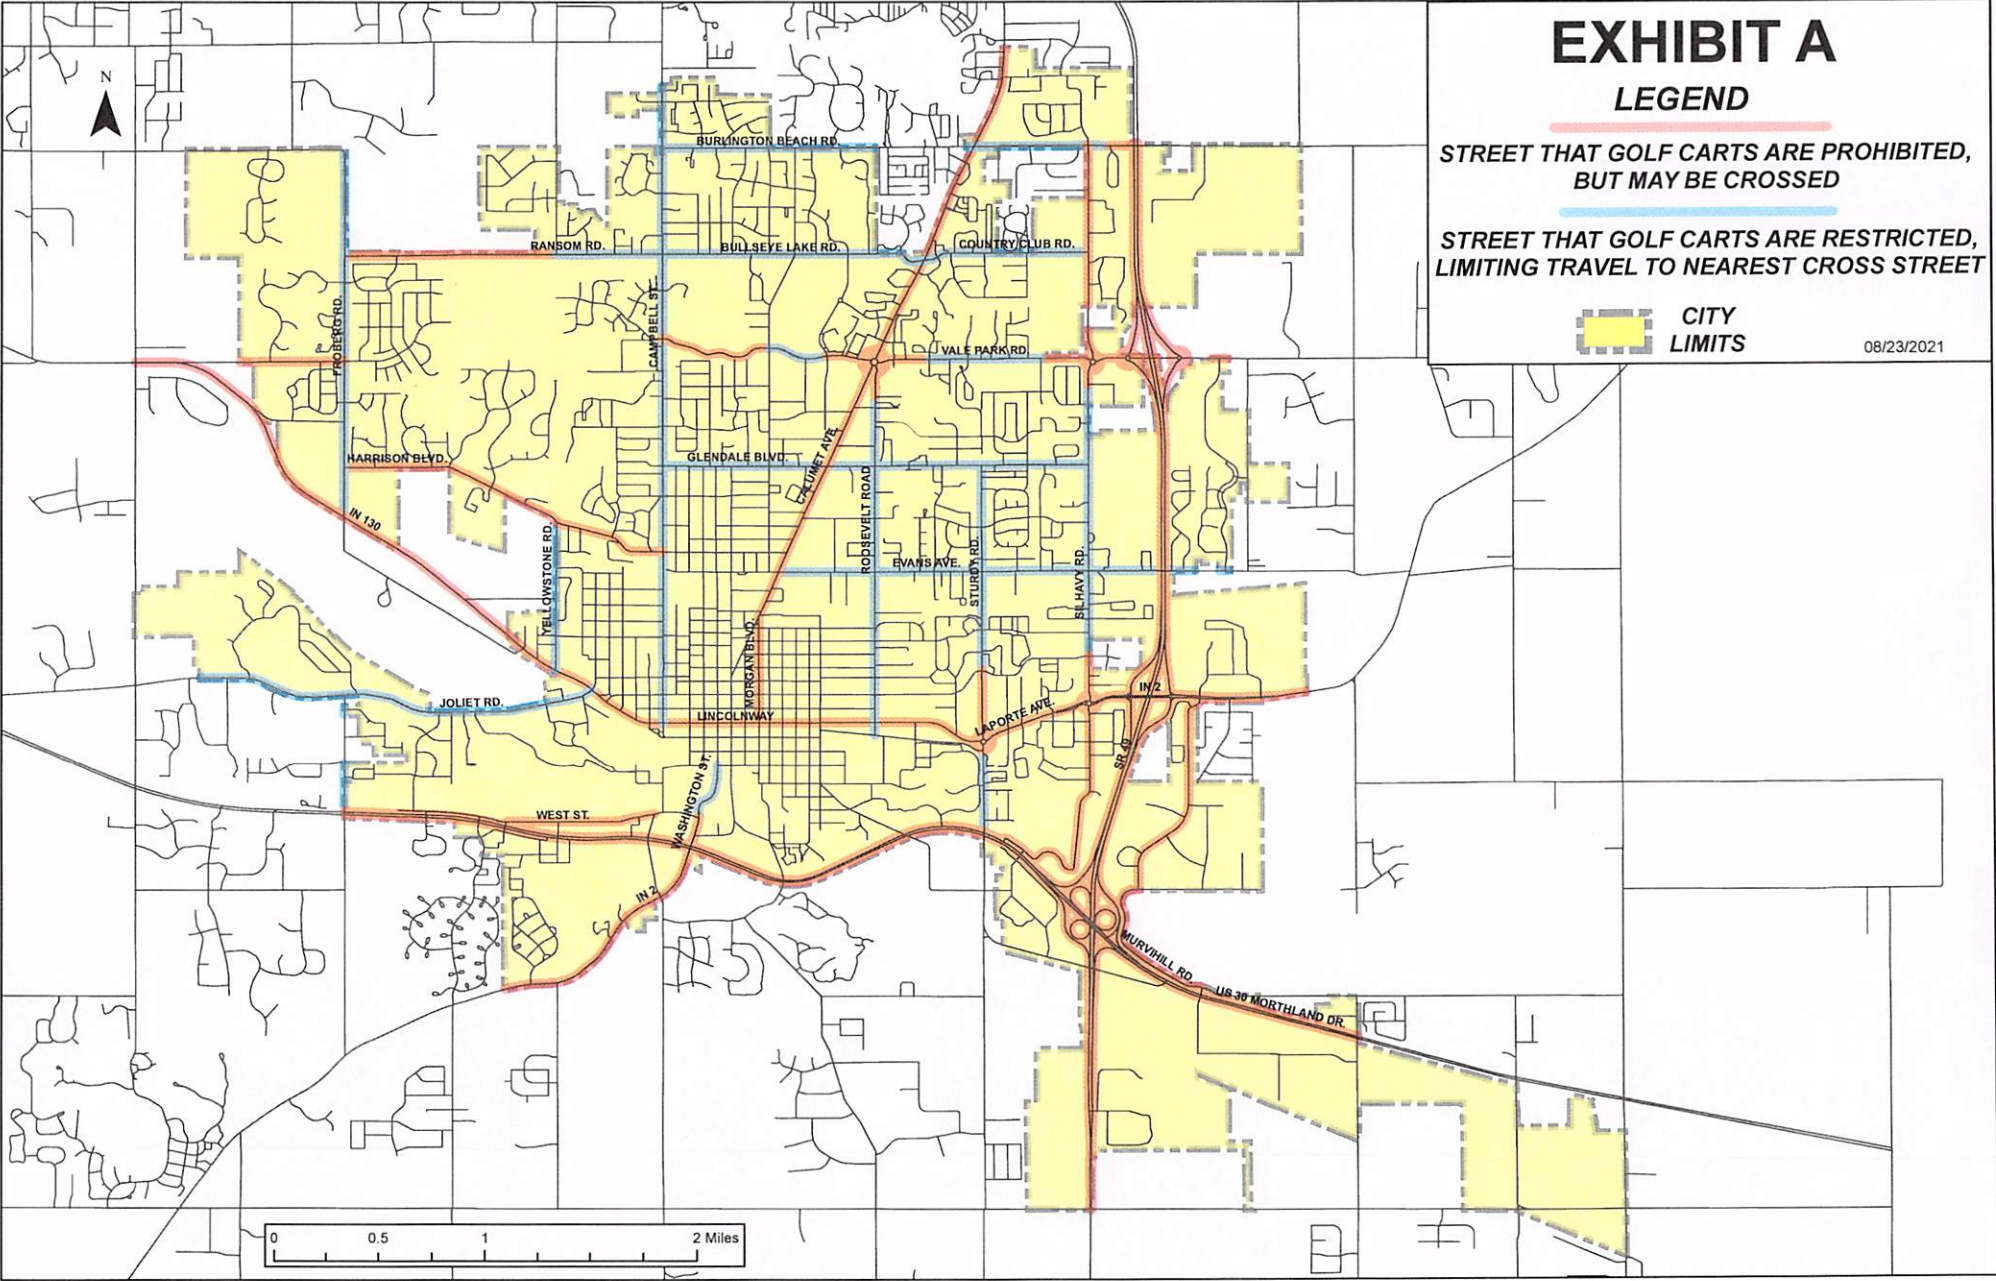 EXHIBIT A
LEGEND
STREET THAT GOLF CARTS ARE PROHIBITED,
BUT MAY BE CROSSED
STREET THAT GOLF CARTS ARE RESTRICTED,
LIMITING TRAVEL TO NEAREST CROSS STREET
CITY
LIMITS
08/23/2021
N
BURLINGTON BEACH RD.
RANSOM RD.
BULLSEYE LAKE RD.
COUNTRY CLUB RD.
FROBERG RD.
CAMPBELL ST.
VALE PARK RD.
HARRISON BLVD.
GLENDALE BLVD.
CALUMET AVE.
ROOSEVELT ROAD
IN 130
YELLOWSTONE RD.
EVANS AVE.
STURDY RD.
SILHAVY RD.
MORGAN BLVD.
JOLIET RD.
LINCOLNWAY
LAPORTE AVE.
IN 2
SR 49
WASHINGTON ST.
WEST ST.
IN 2
MURVIHILL RD.
US 30 MORTHLAND DR.
0 0.5 1 2 Miles